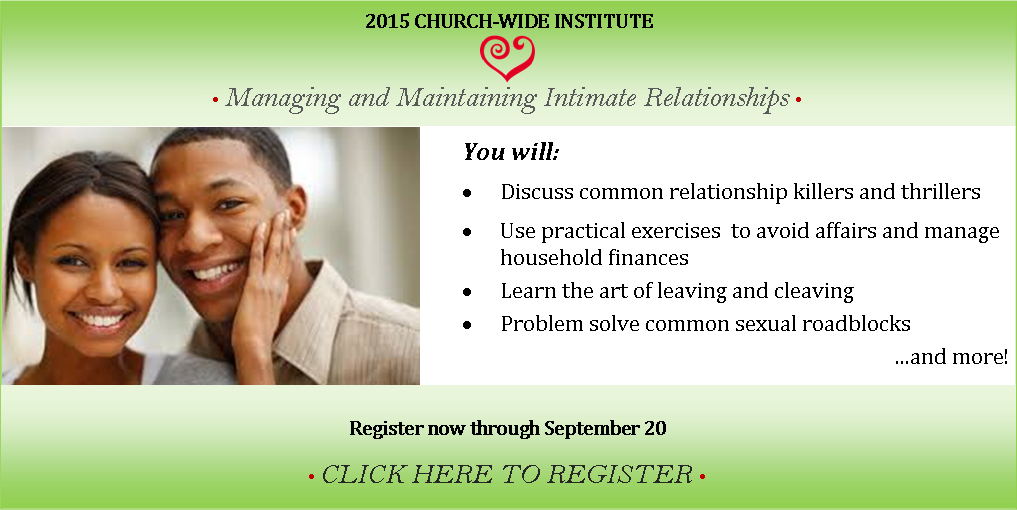 2015 CHURCH-WIDE INSTITUTE
• Managing and Maintaining Intimate Relationships •
You will:
• Discuss common relationship killers and thrillers
• Use practical exercises to avoid affairs and manage
household finances
• Learn the art of leaving and cleaving
• Problem solve common sexual roadblocks
...and more!
Register now through September 20
• CLICK HERE TO REGISTER •